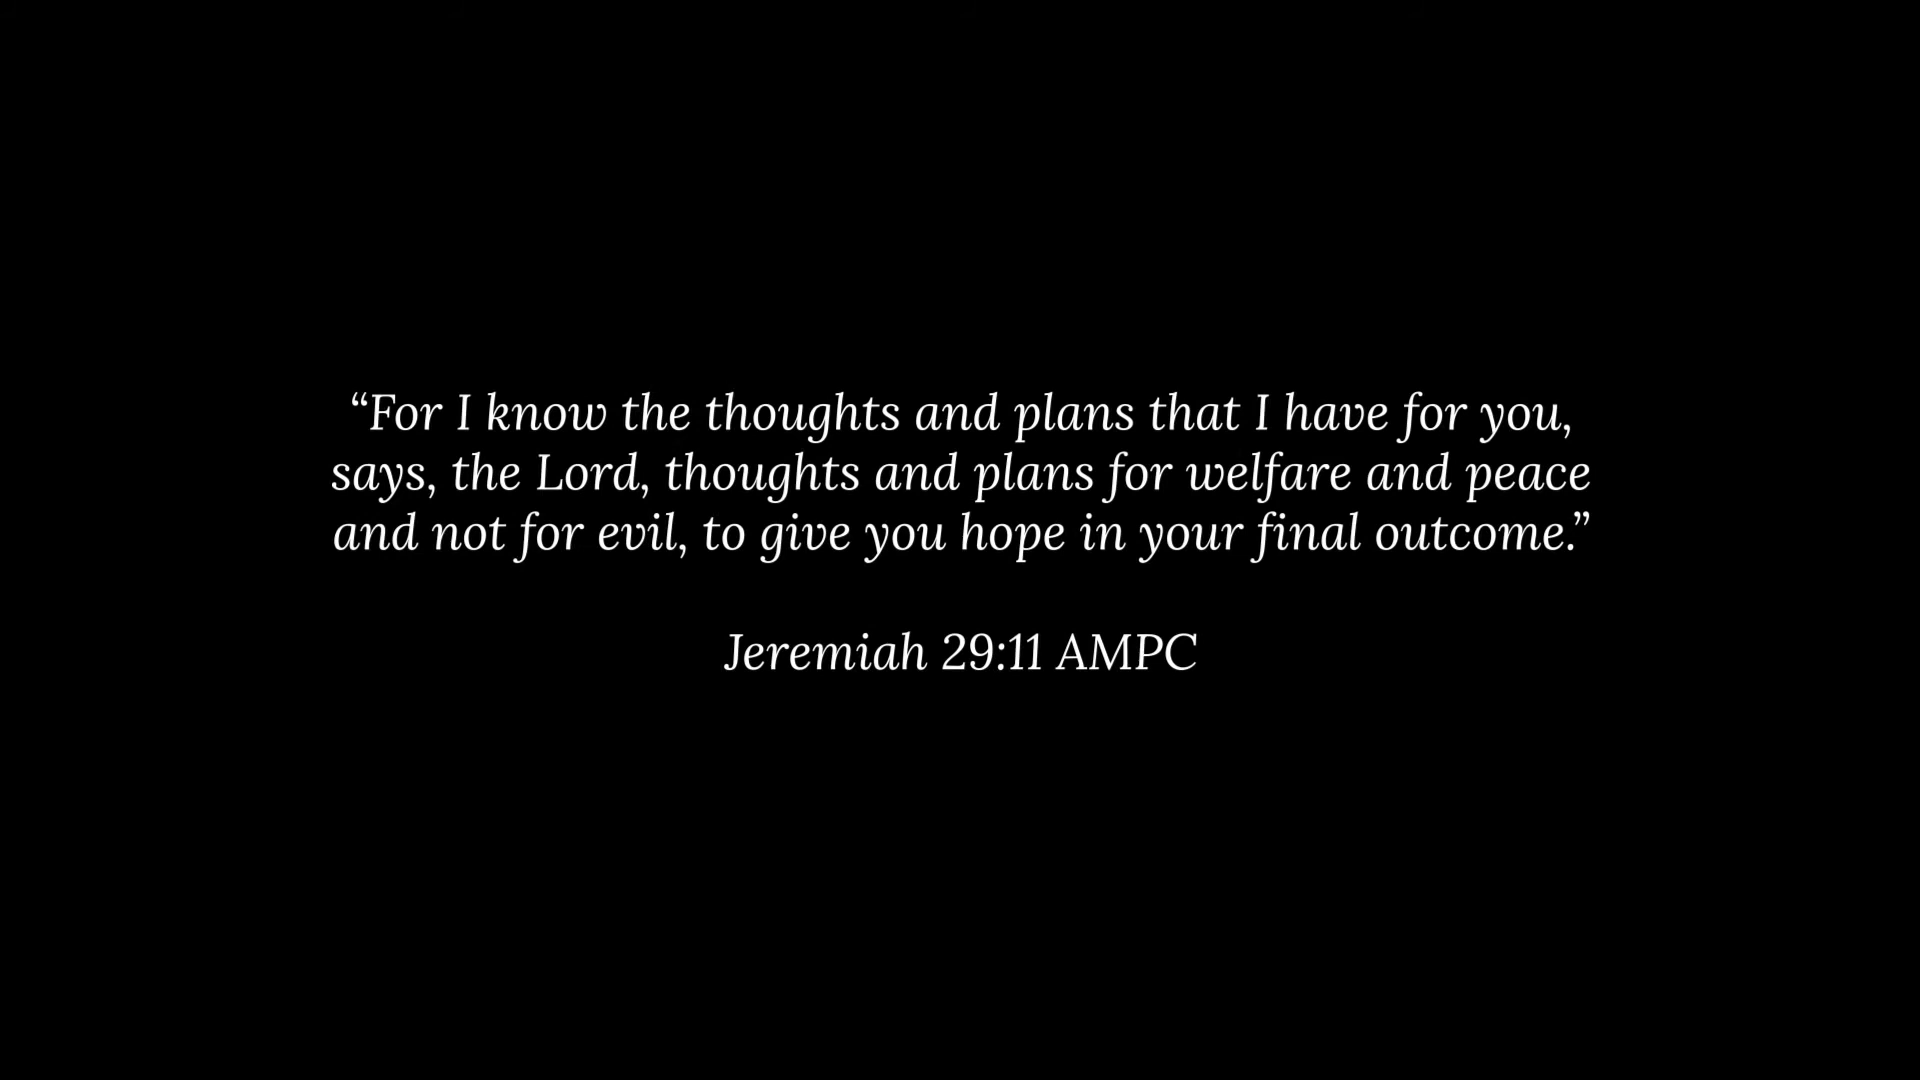 “For I know the thoughts and plans that I have for you,
says, the Lord, thoughts and plans for welfare and peace
and not for evil, to give you hope in your final outcome.”
Jeremiah 29:11 AMPC